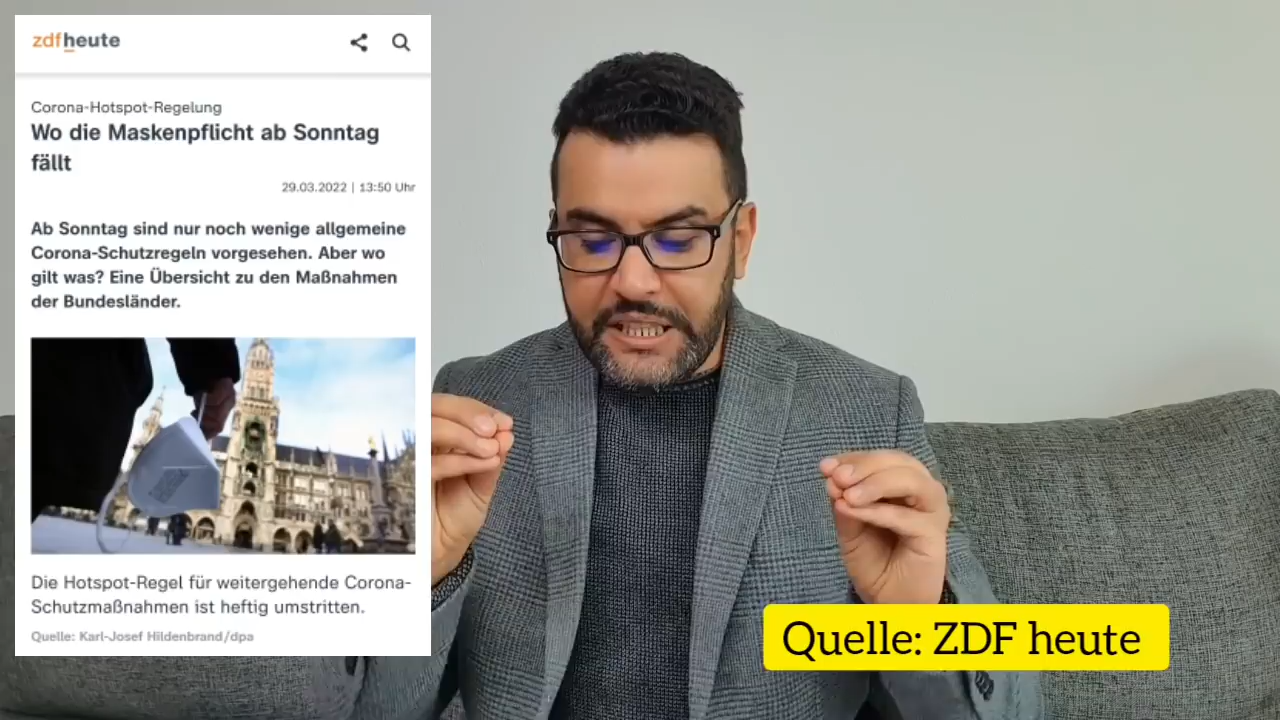 zdfheute
Corona-Hotspot-Regelung
Wo die Maskenpflicht ab Sonntag
fällt
29.03.2022 | 13:50 Uhr
Ab Sonntag sind nur noch wenige allgemeine
Corona-Schutzregeln vorgesehen. Aber wo
gilt was? Eine Übersicht zu den Maßnahmen
der Bundesländer.
Die Hotspot-Regel für weitergehende Corona-
Schutzmaßnahmen ist heftig umstritten.
Quelle: Karl-Josef Hildenbrand/dpa
Quelle: ZDF heute